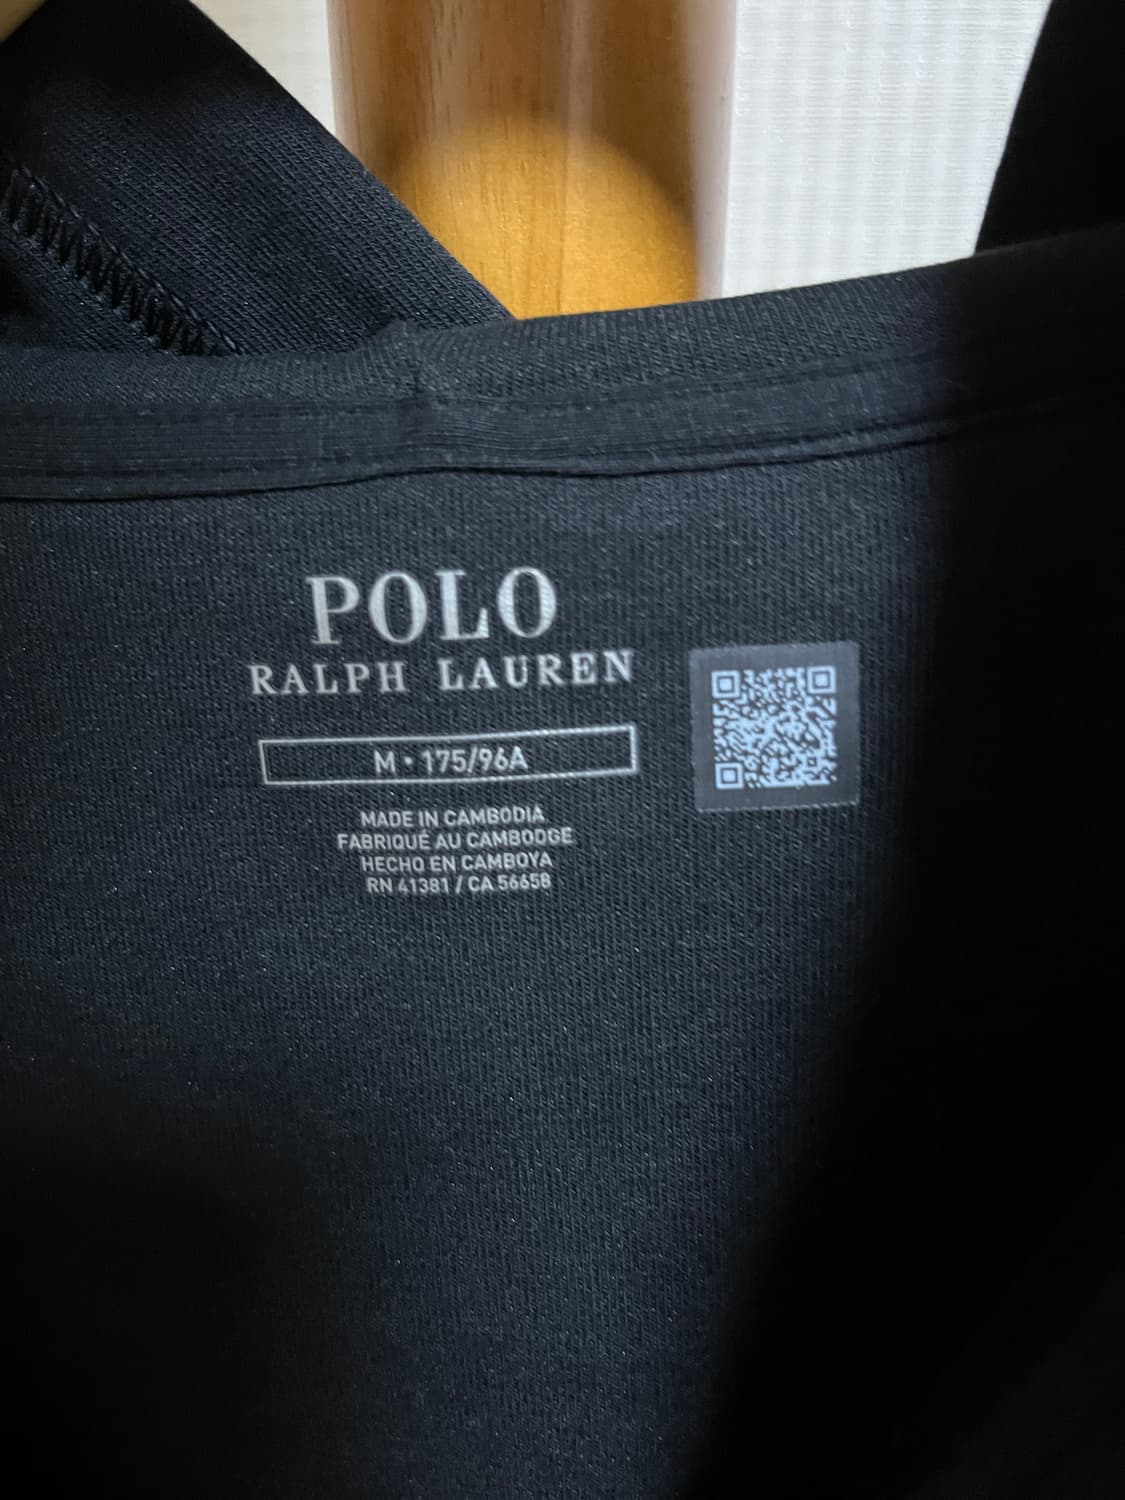 POLO
RALPH LAUREN
M • 175/96A
MADE IN CAMBODIA
FABRIQUÉ AU CAMBODGE
HECHO EN CAMBOYA
RN 41381 / CA 56658